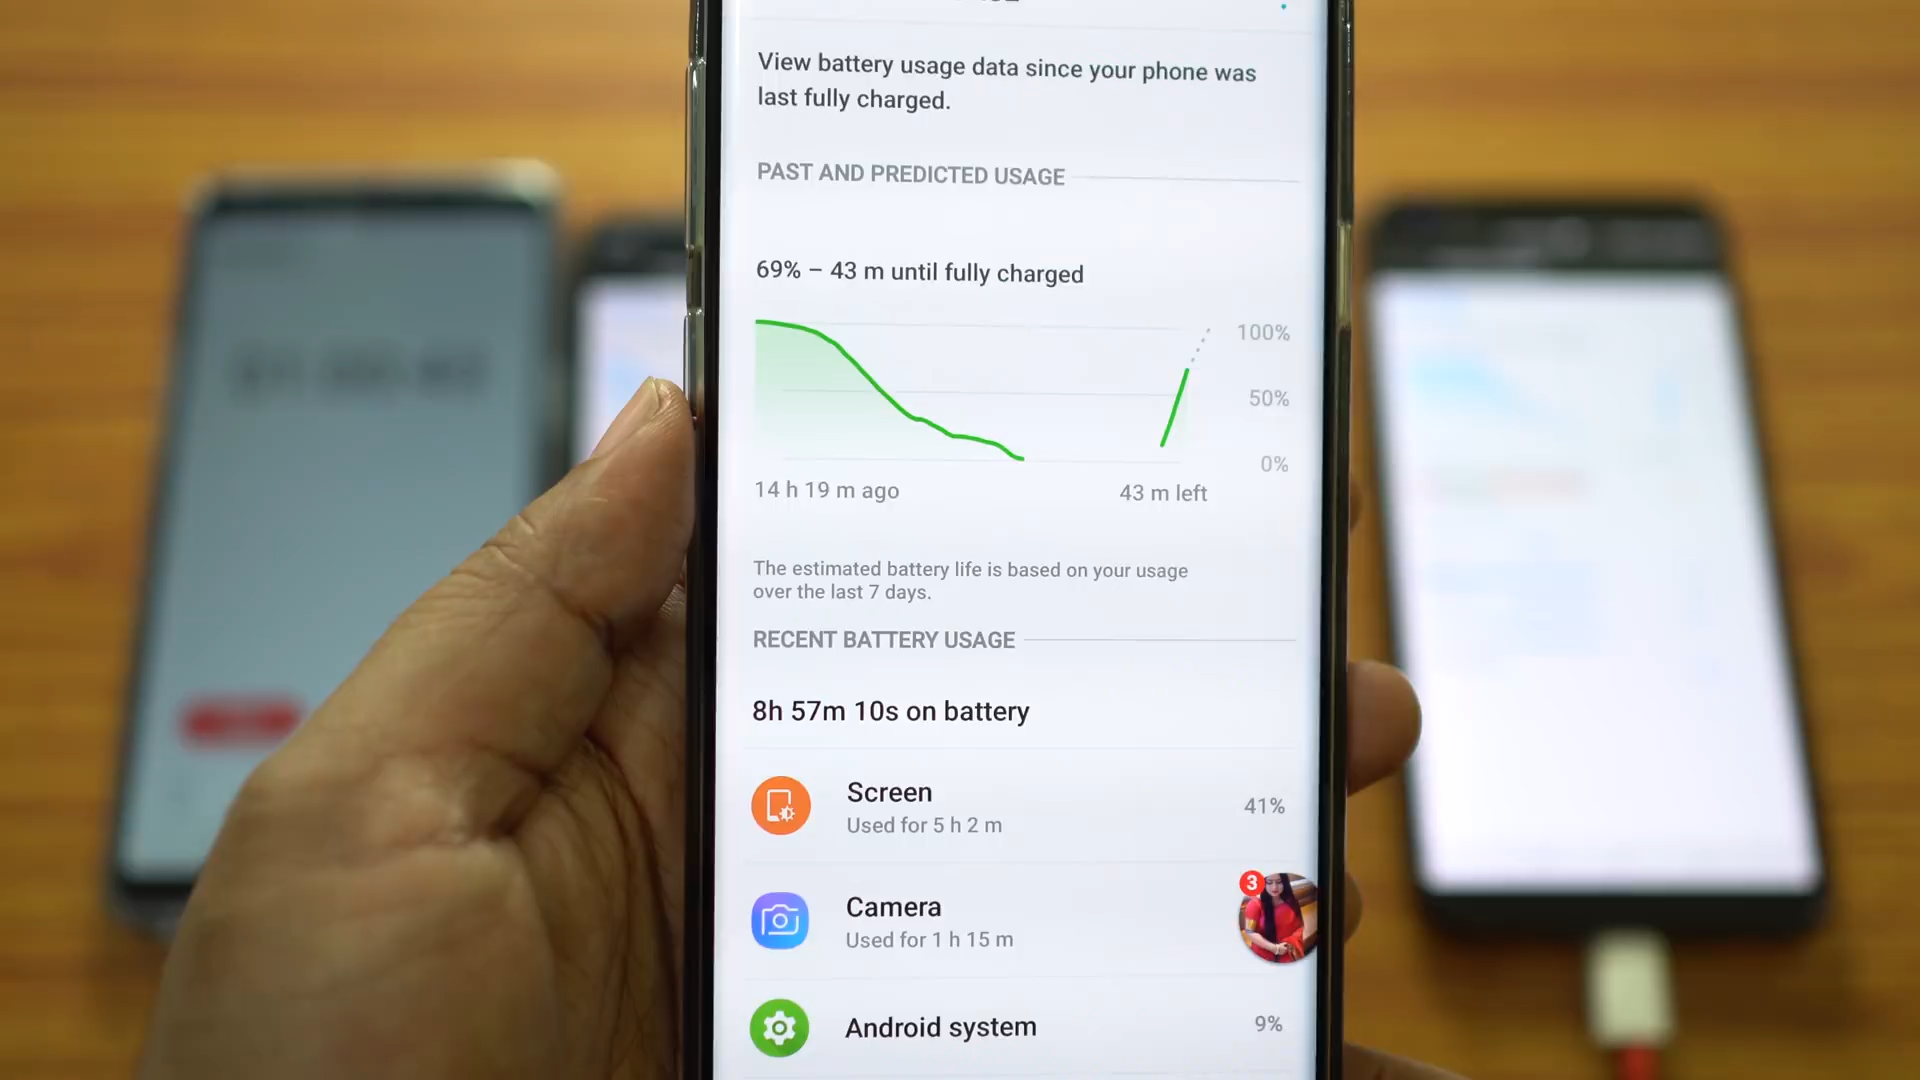 View battery usage data since your phone was
last fully charged.
PAST AND PREDICTED USAGE
69% – 43 m until fully charged
100%
50%
0%
14 h 19 m ago
43 m left
The estimated battery life is based on your usage
over the last 7 days.
RECENT BATTERY USAGE
8h 57m 10s on battery
Screen
Used for 5 h 2 m
41%
Camera
Used for 1 h 15 m
3
Android system
9%